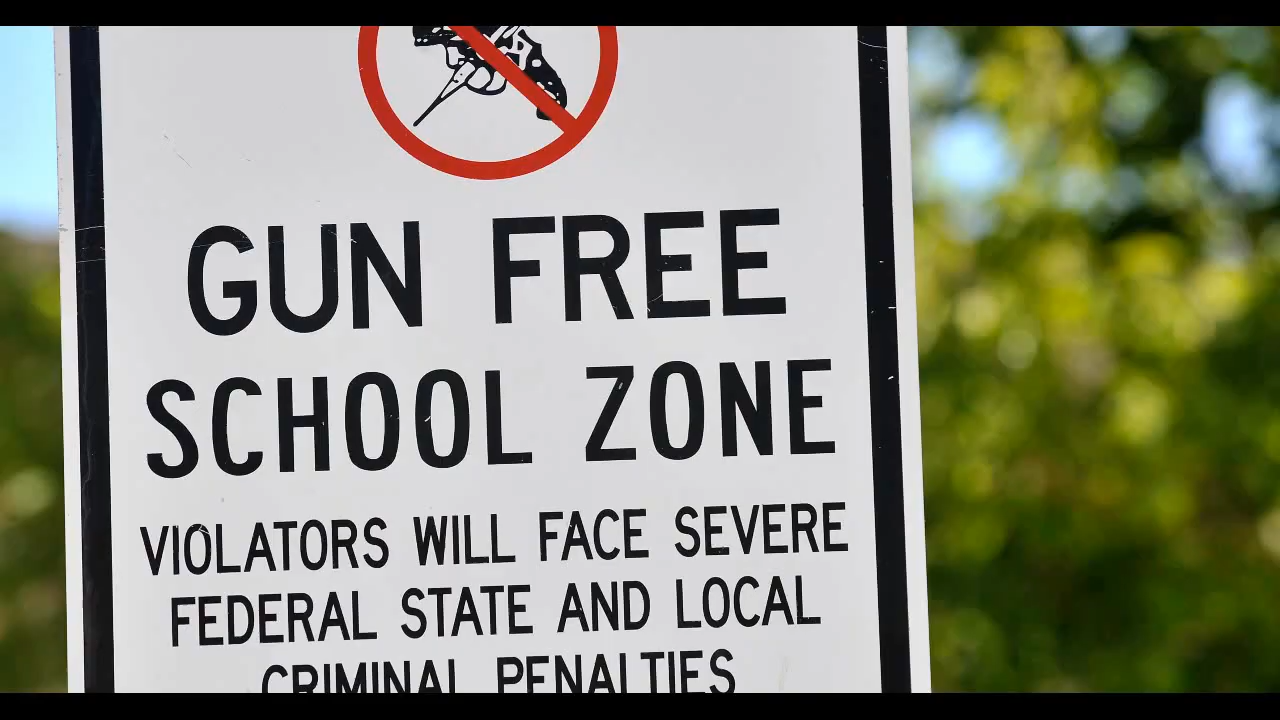 GUN FREE
SCHOOL ZONE
VIOLATORS WILL FACE SEVERE
FEDERAL STATE AND LOCAL
CRIMINAL PENALTIES